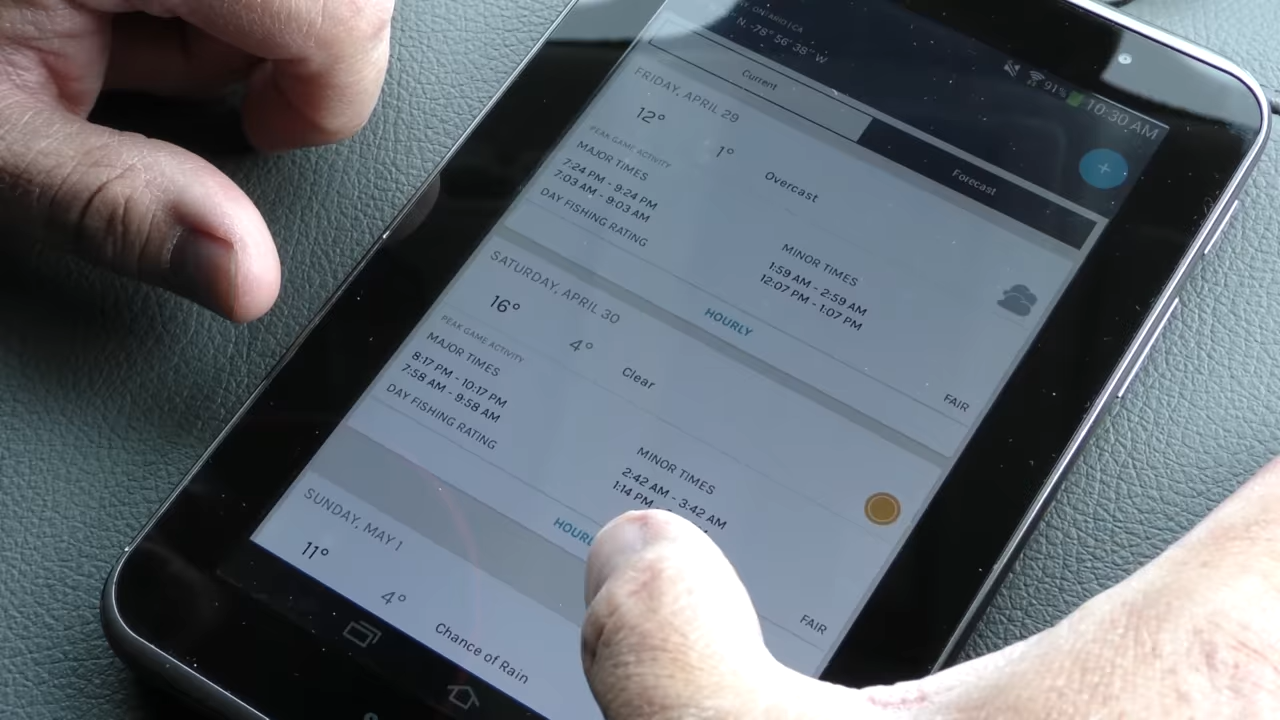 ONTARIO | CA
N, -78° 56' 38" W
91% 10:30 AM
+
Current
Forecast
FRIDAY, APRIL 29
12°
1°
Overcast
PEAK GAME ACTIVITY
MAJOR TIMES
7:24 PM - 9:24 PM
7:03 AM - 9:03 AM
MINOR TIMES
1:59 AM - 2:59 AM
12:07 PM - 1:07 PM
DAY FISHING RATING
FAIR
HOURLY
SATURDAY, APRIL 30
16°
4°
Clear
PEAK GAME ACTIVITY
MAJOR TIMES
8:17 PM - 10:17 PM
7:58 AM - 9:58 AM
MINOR TIMES
2:42 AM - 3:42 AM
1:14 PM
DAY FISHING RATING
FAIR
HOURL
SUNDAY, MAY 1
11°
4°
Chance of Rain